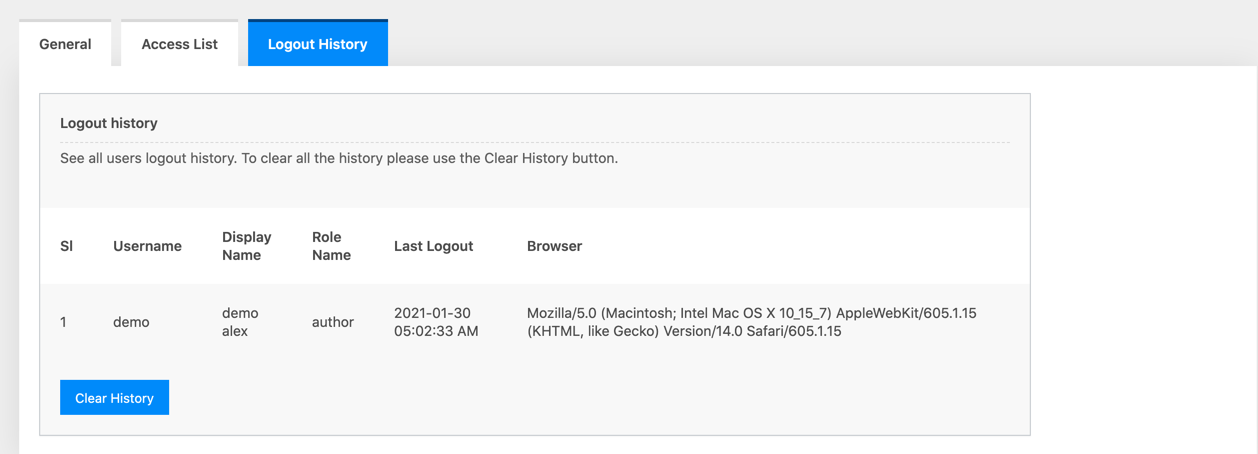 General Access List Logout History
Logout history
See all users logout history. To clear all the history please use the Clear History button.
Sl Username Display Name Role Name Last Logout Browser
1 demo demo alex author 2021-01-30 05:02:33 AM Mozilla/5.0 (Macintosh; Intel Mac OS X 10_15_7) AppleWebKit/605.1.15 (KHTML, like Gecko) Version/14.0 Safari/605.1.15
Clear History